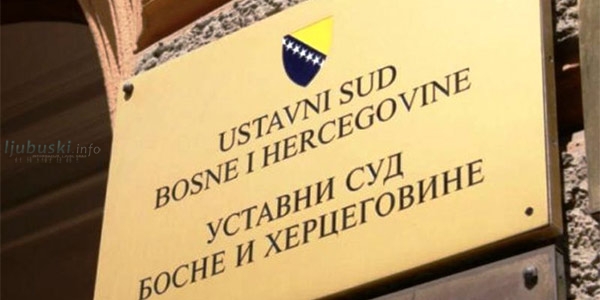 ljubuski.info
USTAVNI SUD
BOSNE I HERCEGOVINE
УСТАВНИ СУД
БОСНЕ И ХЕРЦЕГОВИНЕ